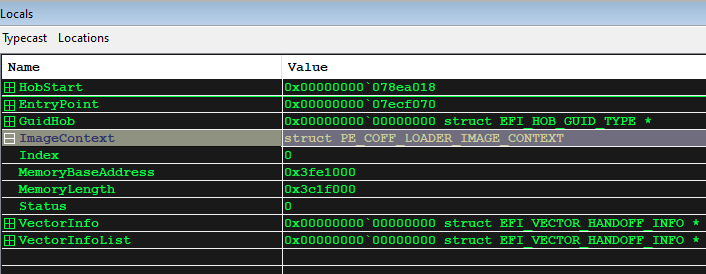 Locals
Typecast Locations
Name Value
HobStart 0x00000000`078ea018
EntryPoint 0x00000000`07ecf070
GuidHob 0x00000000`00000000 struct EFI_HOB_GUID_TYPE *
ImageContext struct PE_COFF_LOADER_IMAGE_CONTEXT
Index 0
MemoryBaseAddress 0x3fe1000
MemoryLength 0x3c1f000
Status 0
VectorInfo 0x00000000`00000000 struct EFI_VECTOR_HANDOFF_INFO *
VectorInfoList 0x00000000`00000000 struct EFI_VECTOR_HANDOFF_INFO *